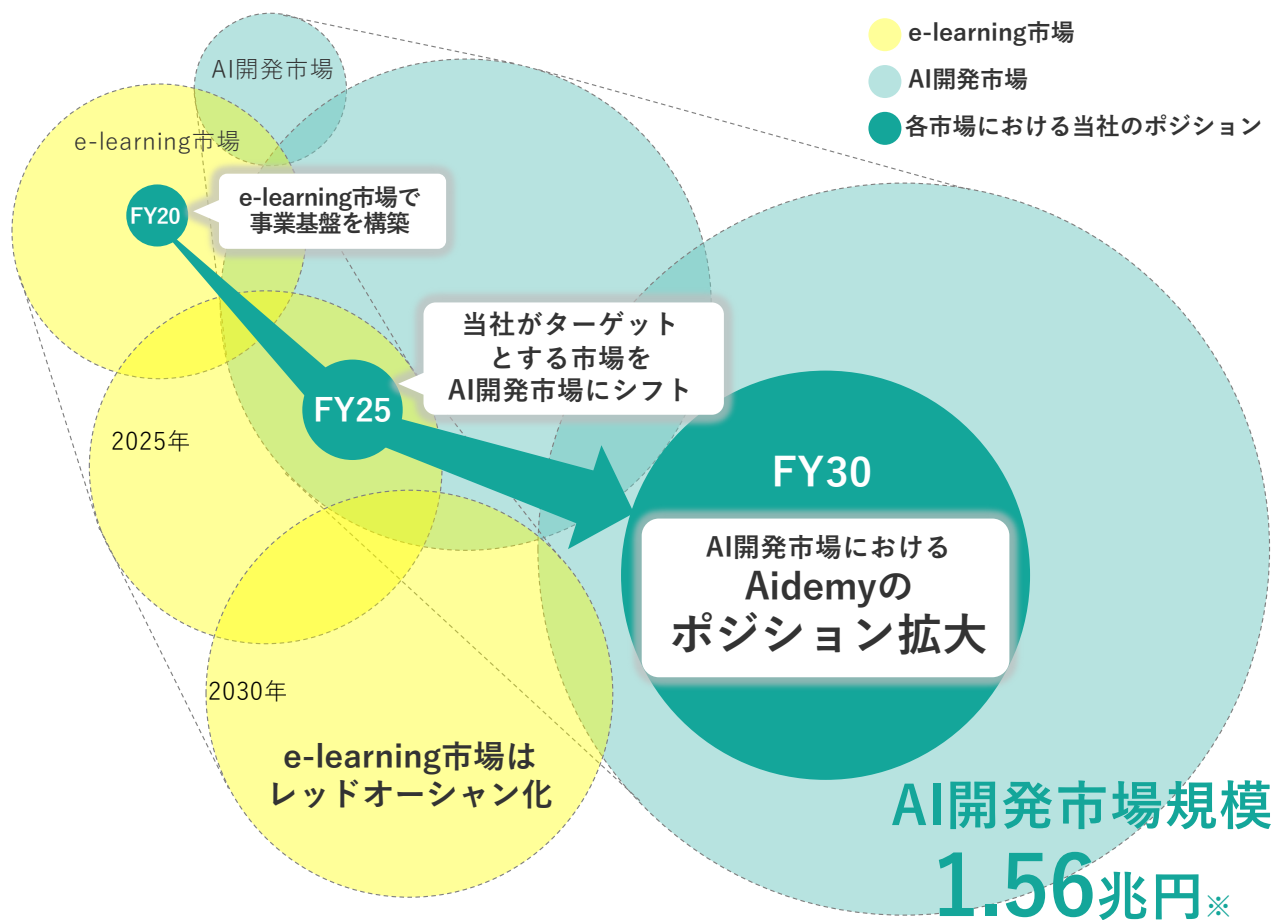 e-learning市場
AI開発市場
各市場における当社のポジション
AI開発市場
e-learning市場
FY20
e-learning市場で
事業基盤を構築
当社がターゲット
とする市場を
AI開発市場にシフト
FY25
2025年
FY30
AI開発市場における
Aidemyの
ポジション拡大
2030年
e-learning市場は
レッドオーシャン化
AI開発市場規模
1.56兆円※